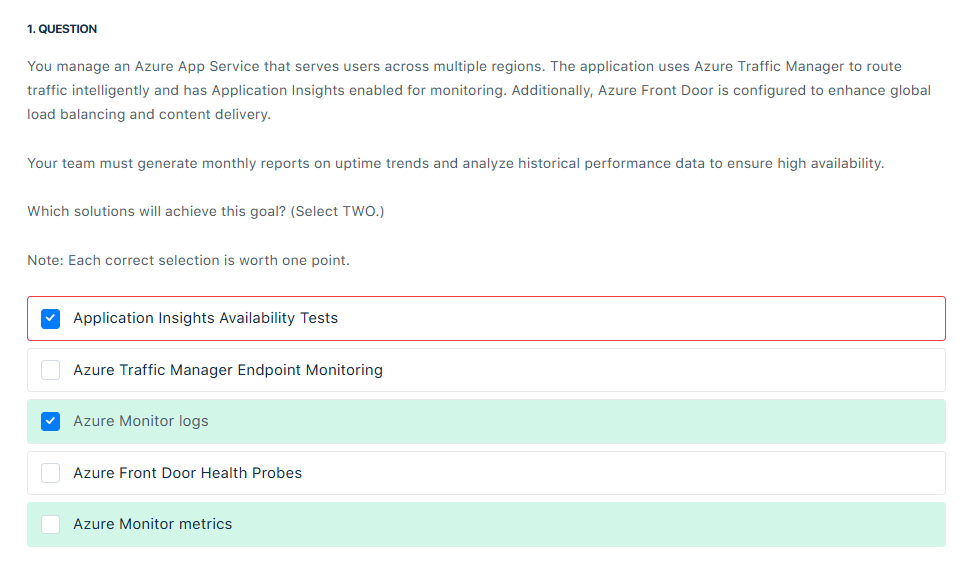 1. QUESTION
You manage an Azure App Service that serves users across multiple regions. The application uses Azure Traffic Manager to route
traffic intelligently and has Application Insights enabled for monitoring. Additionally, Azure Front Door is configured to enhance global
load balancing and content delivery.
Your team must generate monthly reports on uptime trends and analyze historical performance data to ensure high availability.
Which solutions will achieve this goal? (Select TWO.)
Note: Each correct selection is worth one point.
Application Insights Availability Tests
Azure Traffic Manager Endpoint Monitoring
Azure Monitor logs
Azure Front Door Health Probes
Azure Monitor metrics